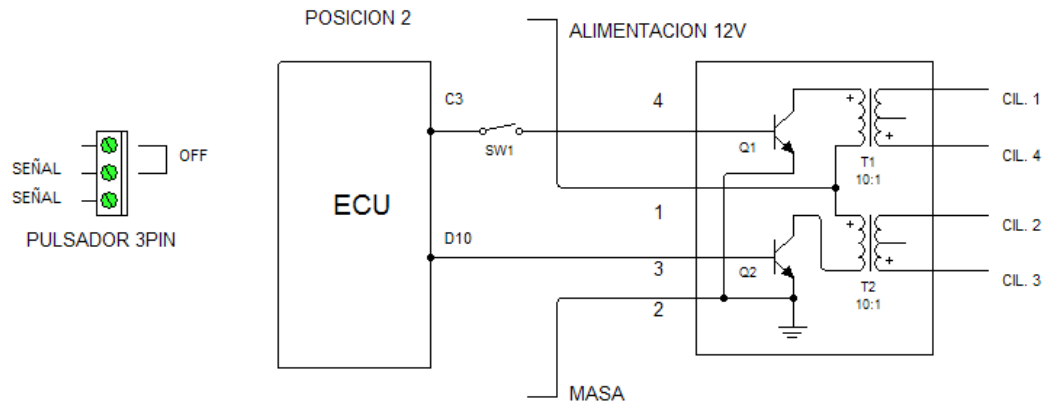 POSICION 2
ALIMENTACION 12V
C3
4
CIL. 1
SW1
Q1
T1
10:1
CIL. 4
OFF
SEÑAL
SEÑAL
PULSADOR 3PIN
ECU
1
D10
3
2
Q2
CIL. 2
CIL. 3
T2
10:1
MASA
+
+
+
+